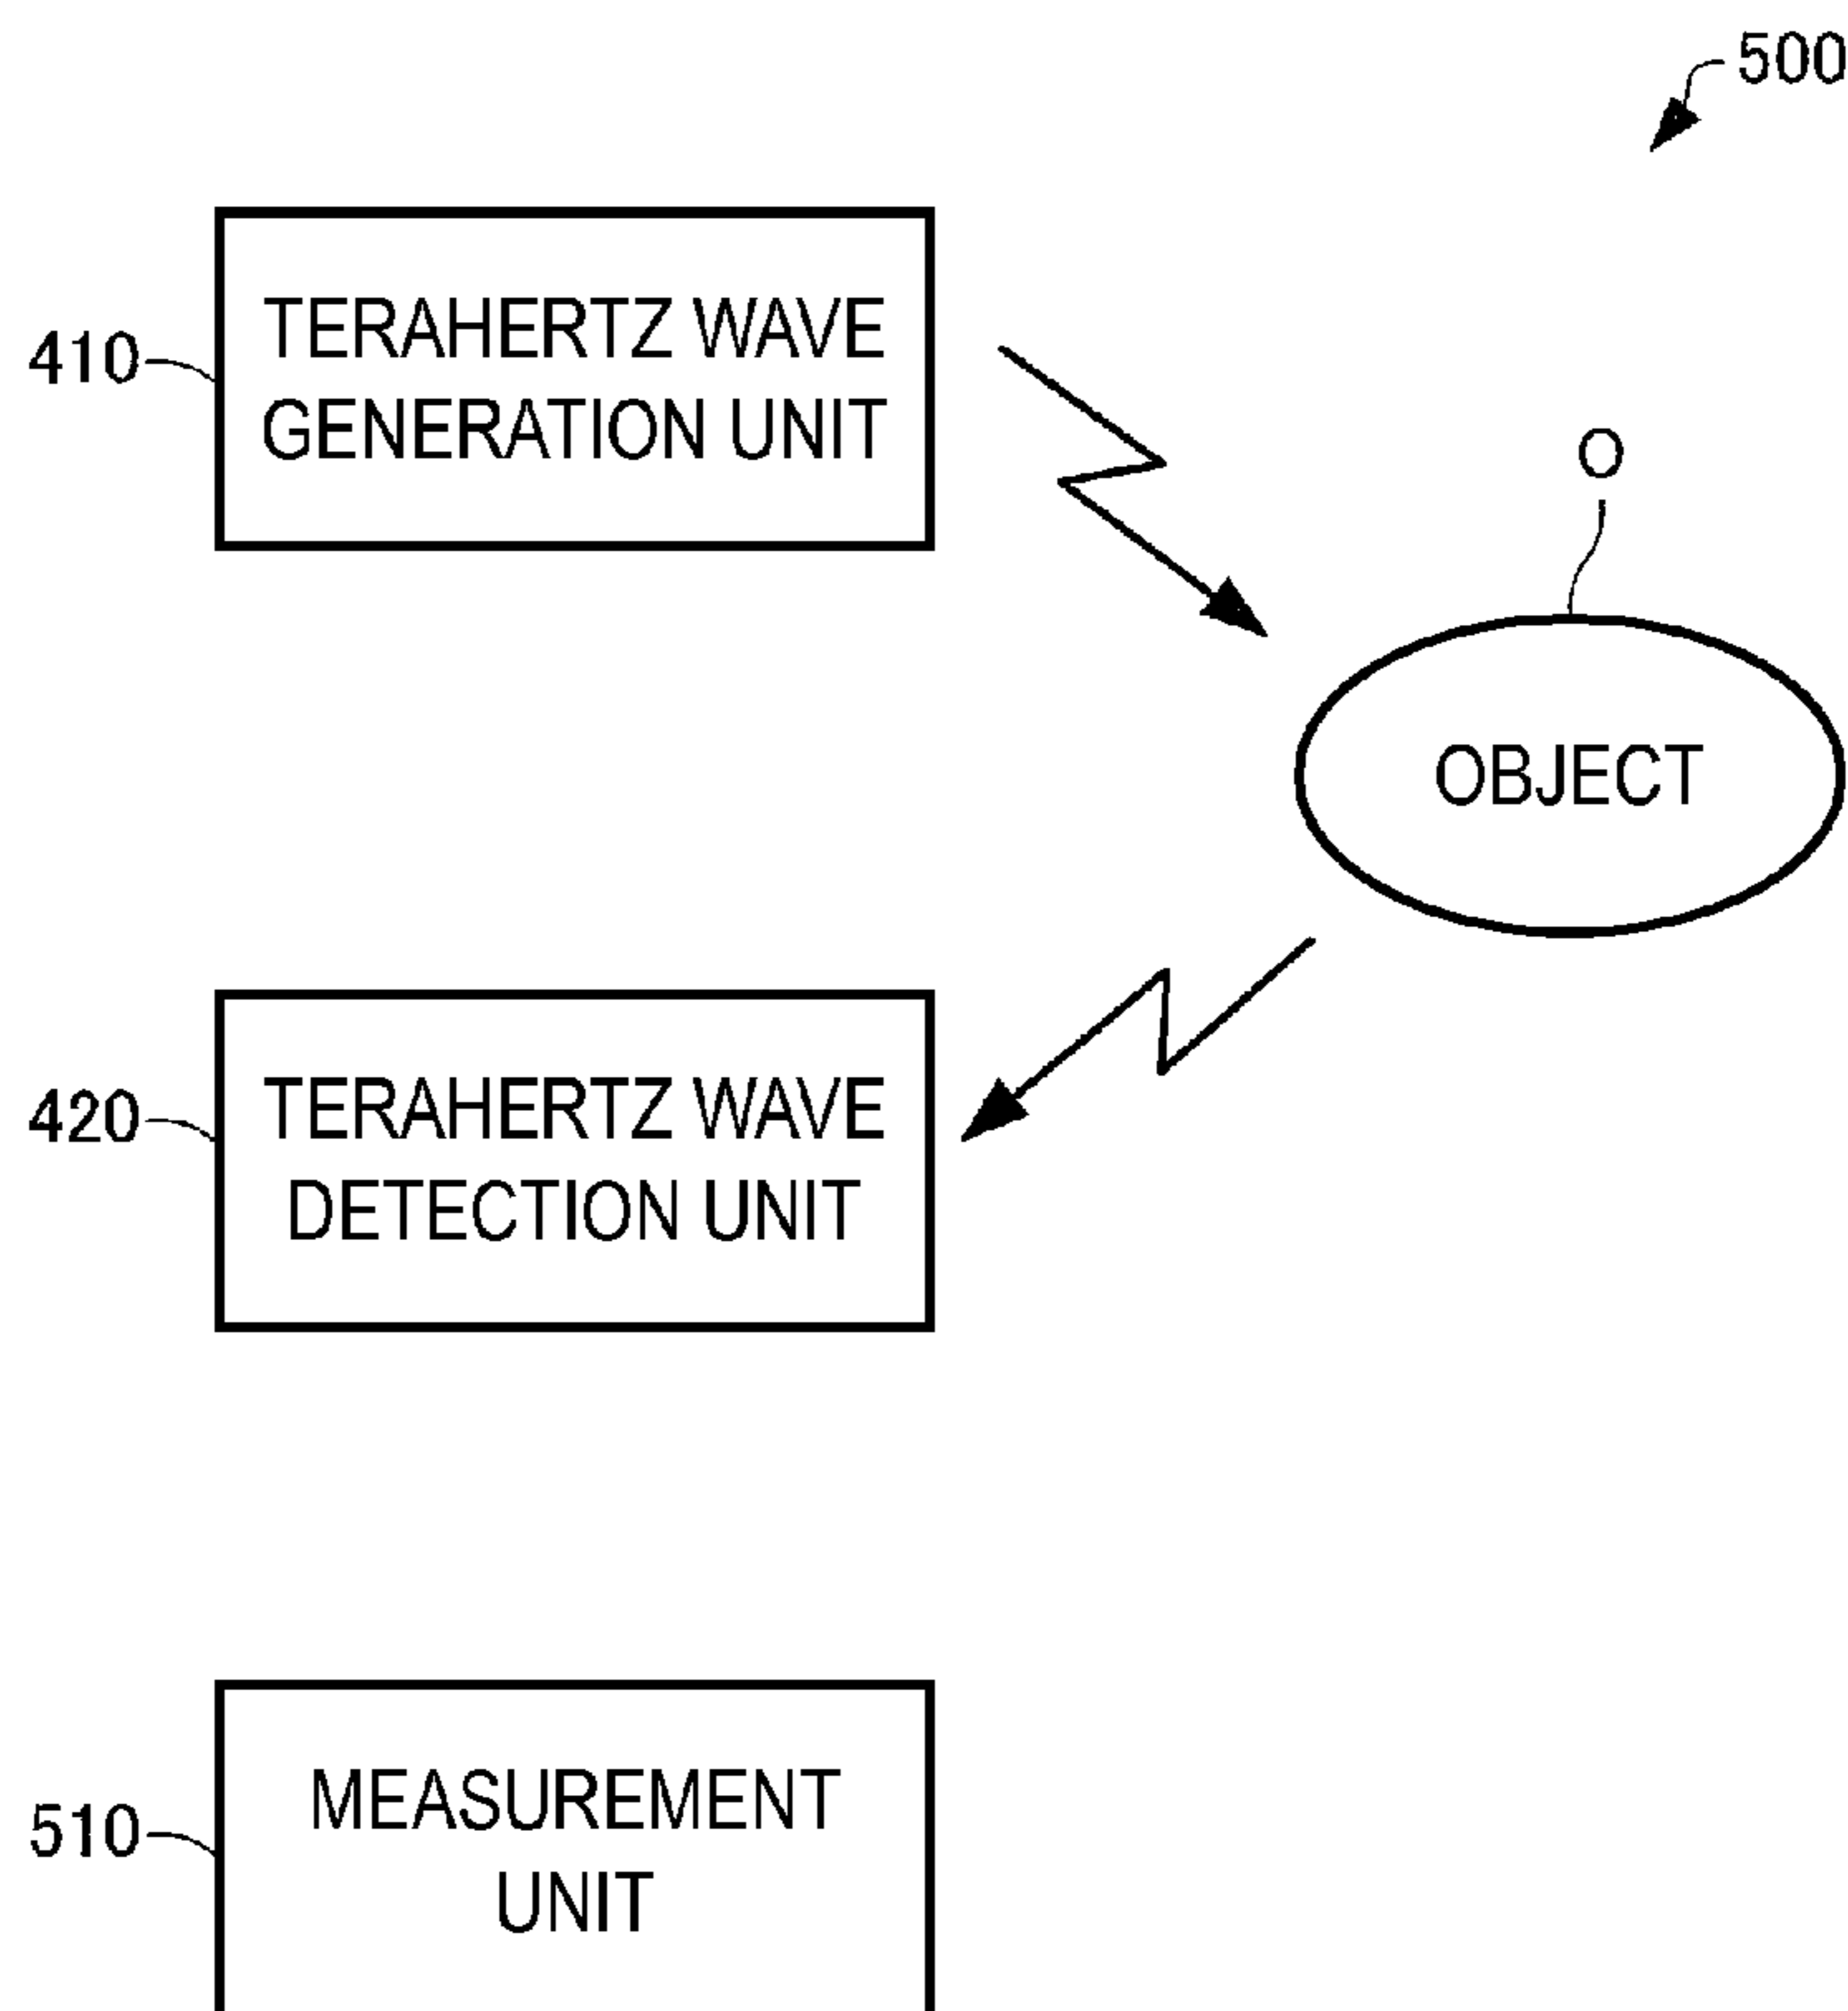 500
410
TERAHERTZ WAVE
GENERATION UNIT
O
OBJECT
420
TERAHERTZ WAVE
DETECTION UNIT
510
MEASUREMENT
UNIT